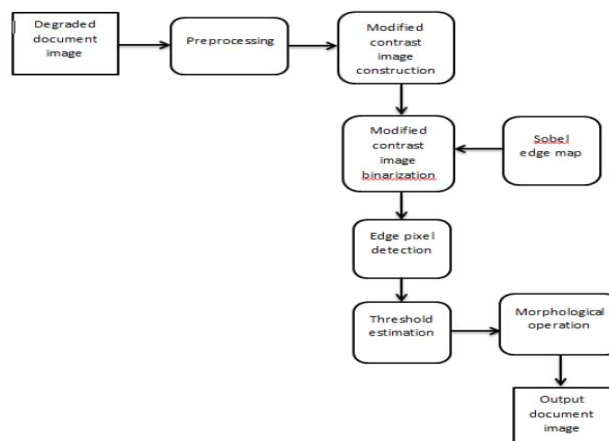 Degraded
document
image
Preprocessing
Modified
contrast
image
construction
Modified
contrast
image
binarization
Sobel
edge map
Edge pixel
detection
Threshold
estimation
Morphological
operation
Output
document
image